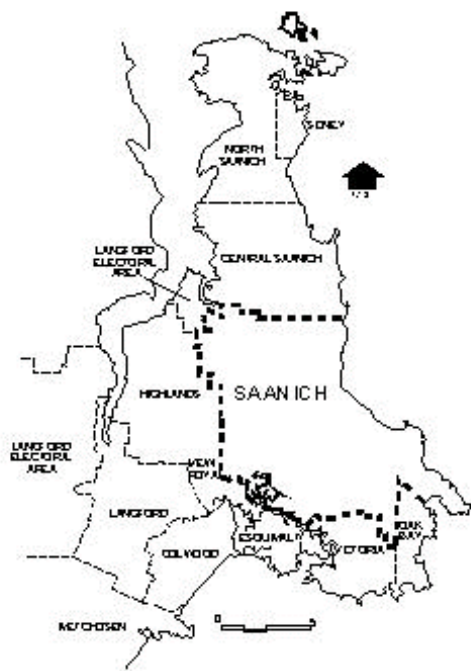 SIDNEY
NORTH
SAANICH
CENTRAL SAANICH
LANGFORD
ELECTORAL
AREA
HIGHLANDS
SAANICH
LANGFORD
ELECTORAL
AREA
VIEW
ROYAL
LANGFORD
COLWOOD
ESQUIMALT
OAK
BAY
METCHOSIN
0